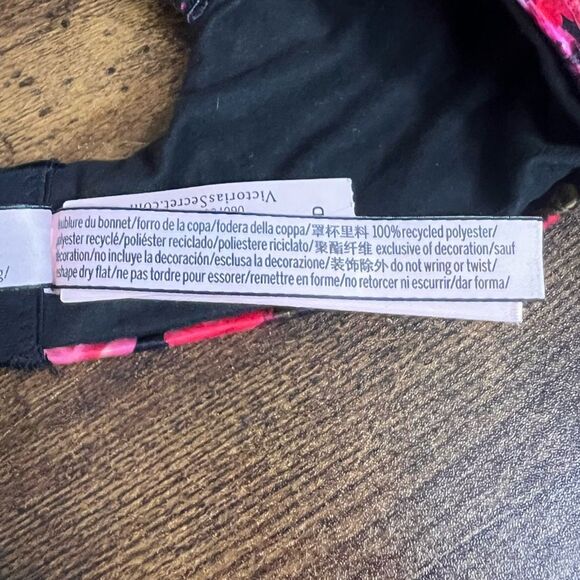 VictoriasSecret.com
doublure du bonnet/forro de la copa/fodera della coppa/罩杯里料 100% recycled polyester/
polyester recyclé/poliéster reciclado/poliestere riciclato/聚酯纤维 exclusive of decoration/sauf
décoration/no incluye la decoración/esclusa la decorazione/装饰除外 do not wring or twist/
reshape dry flat/ne pas tordre pour essorer/remettre en forme/no retorcer ni escurrir/dar forma/